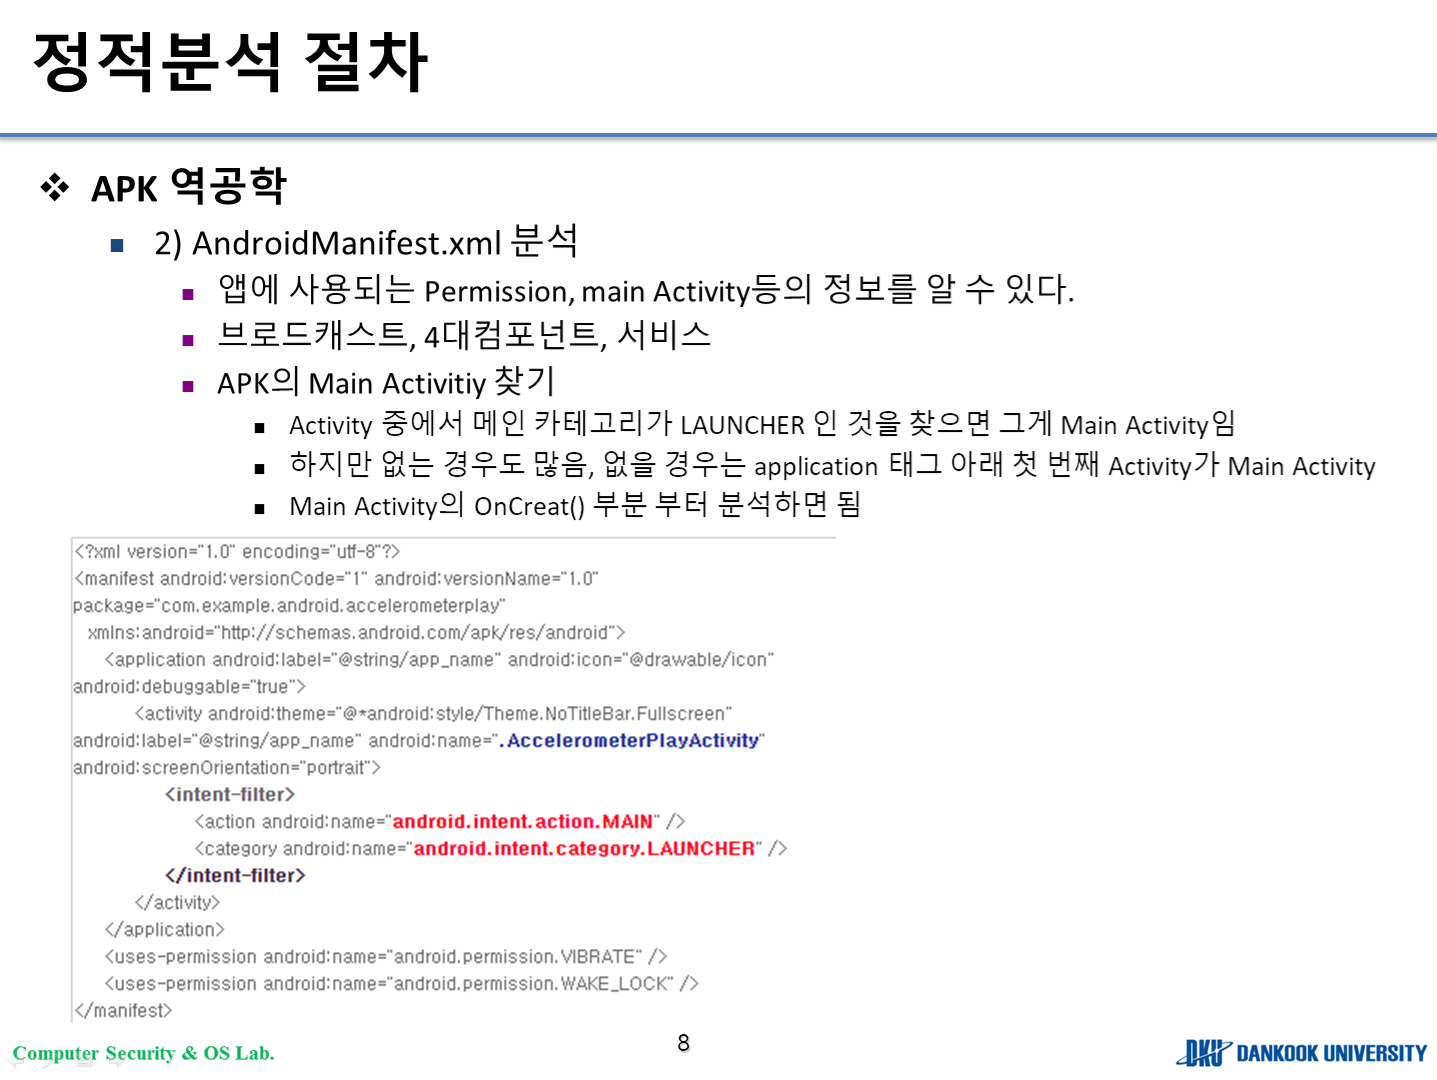 정적분석 절차
APK 역공학
2) AndroidManifest.xml 분석
앱에 사용되는 Permission, main Activity등의 정보를 알 수 있다.
브로드캐스트, 4대컴포넌트, 서비스
APK의 Main Activitiy 찾기
Activity 중에서 메인 카테고리가 LAUNCHER 인 것을 찾으면 그게 Main Activity임
하지만 없는 경우도 많음, 없을 경우는 application 태그 아래 첫 번째 Activity가 Main Activity
Main Activity의 OnCreat() 부분 부터 분석하면 됨
<?xml version="1.0" encoding="utf-8"?>
<manifest android:versionCode="1" android:versionName="1.0"
package="com.example.android.accelerometerplay"
xmlns:android="http://schemas.android.com/apk/res/android">
<application android:label="@string/app_name" android:icon="@drawable/icon"
android:debuggable="true">
<activity android:theme="@*android:style/Theme.NoTitleBar.Fullscreen"
android:label="@string/app_name" android:name=".AccelerometerPlayActivity"
android:screenOrientation="portrait">
<intent-filter>
<action android:name="android.intent.action.MAIN" />
<category android:name="android.intent.category.LAUNCHER" />
</intent-filter>
</activity>
</application>
<uses-permission android:name="android.permission.VIBRATE" />
<uses-permission android:name="android.permission.WAKE_LOCK" />
</manifest>
Computer Security & OS Lab.
8
DKU DANKOOK UNIVERSITY